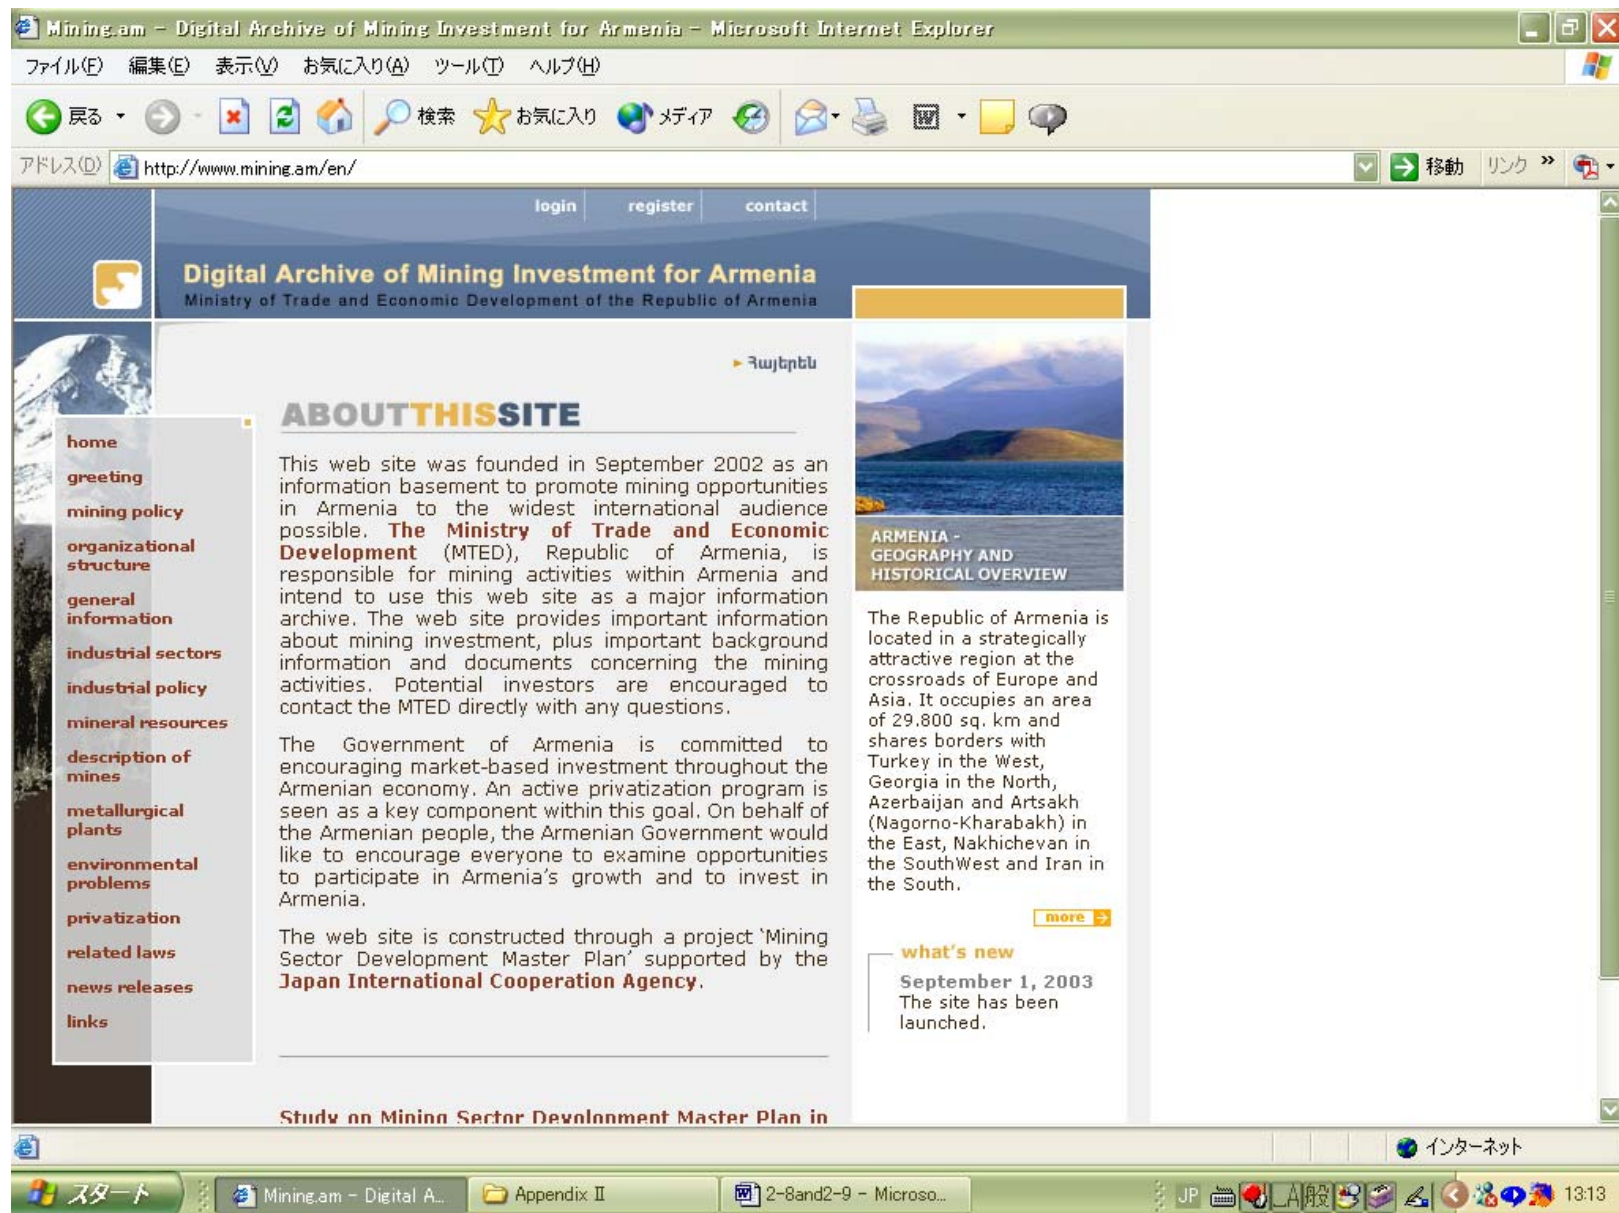 Mining.am - Digital Archive of Mining Investment for Armenia - Microsoft Internet Explorer
ファイル(F) 編集(E) 表示(V) お気に入り(A) ツール(T) ヘルプ(H)
戻る 検索 お気に入り メディア
アドレス(D) http://www.mining.am/en/ 移動 リンク »
login register contact
Digital Archive of Mining Investment for Armenia
Ministry of Trade and Economic Development of the Republic of Armenia
Հայերեն
home
greeting
mining policy
organizational
structure
general
information
industrial sectors
industrial policy
mineral resources
description of
mines
metallurgical
plants
environmental
problems
privatization
related laws
news releases
links
ABOUTTHISSITE
This web site was founded in September 2002 as an
information basement to promote mining opportunities
in Armenia to the widest international audience
possible. The Ministry of Trade and Economic
Development (MTED), Republic of Armenia, is
responsible for mining activities within Armenia and
intend to use this web site as a major information
archive. The web site provides important information
about mining investment, plus important background
information and documents concerning the mining
activities. Potential investors are encouraged to
contact the MTED directly with any questions.
The Government of Armenia is committed to
encouraging market-based investment throughout the
Armenian economy. An active privatization program is
seen as a key component within this goal. On behalf of
the Armenian people, the Armenian Government would
like to encourage everyone to examine opportunities
to participate in Armenia's growth and to invest in
Armenia.
The web site is constructed through a project 'Mining
Sector Development Master Plan' supported by the
Japan International Cooperation Agency.
Study on Mining Sector Development Master Plan in
ARMENIA -
GEOGRAPHY AND
HISTORICAL OVERVIEW
The Republic of Armenia is
located in a strategically
attractive region at the
crossroads of Europe and
Asia. It occupies an area
of 29.800 sq. km and
shares borders with
Turkey in the West,
Georgia in the North,
Azerbaijan and Artsakh
(Nagorno-Kharabakh) in
the East, Nakhichevan in
the SouthWest and Iran in
the South.
more
what's new
September 1, 2003
The site has been
launched.
インターネット
スタート Mining.am - Digital A... Appendix II 2-8and2-9 - Microso... JP A般 13:13